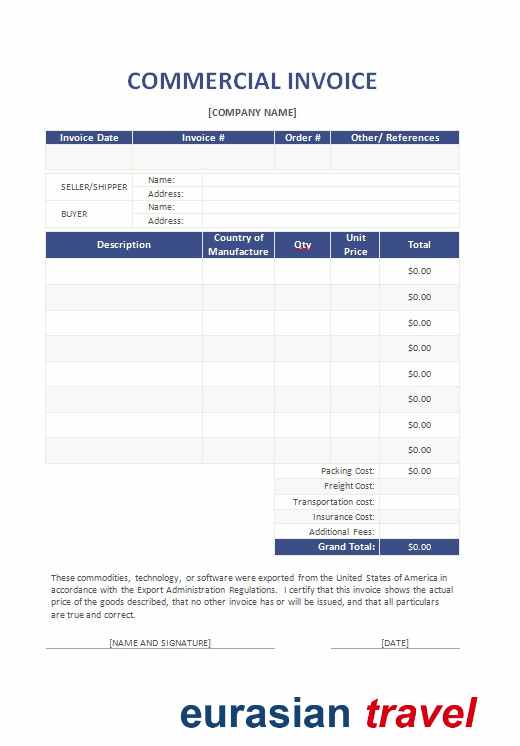 COMMERCIAL INVOICE
[COMPANY NAME]
Invoice Date Invoice # Order # Other/ References
SELLER/SHIPPER
Name:
Address:
BUYER
Name:
Address:
Description Country of Manufacture Qty Unit Price Total
$0.00
$0.00
$0.00
$0.00
$0.00
$0.00
$0.00
$0.00
Packing Cost: $0.00
Freight Cost:
Transportation cost:
Insurance Cost:
Additional Fees:
Grand Total: $0.00
These commodities, technology, or software were exported from the United States of America in
accordance with the Export Administration Regulations. I certify that this invoice shows the actual
price of the goods described, that no other invoice has or will be issued, and that all particulars
are true and correct.
[NAME AND SIGNATURE] [DATE]
eurasian travel